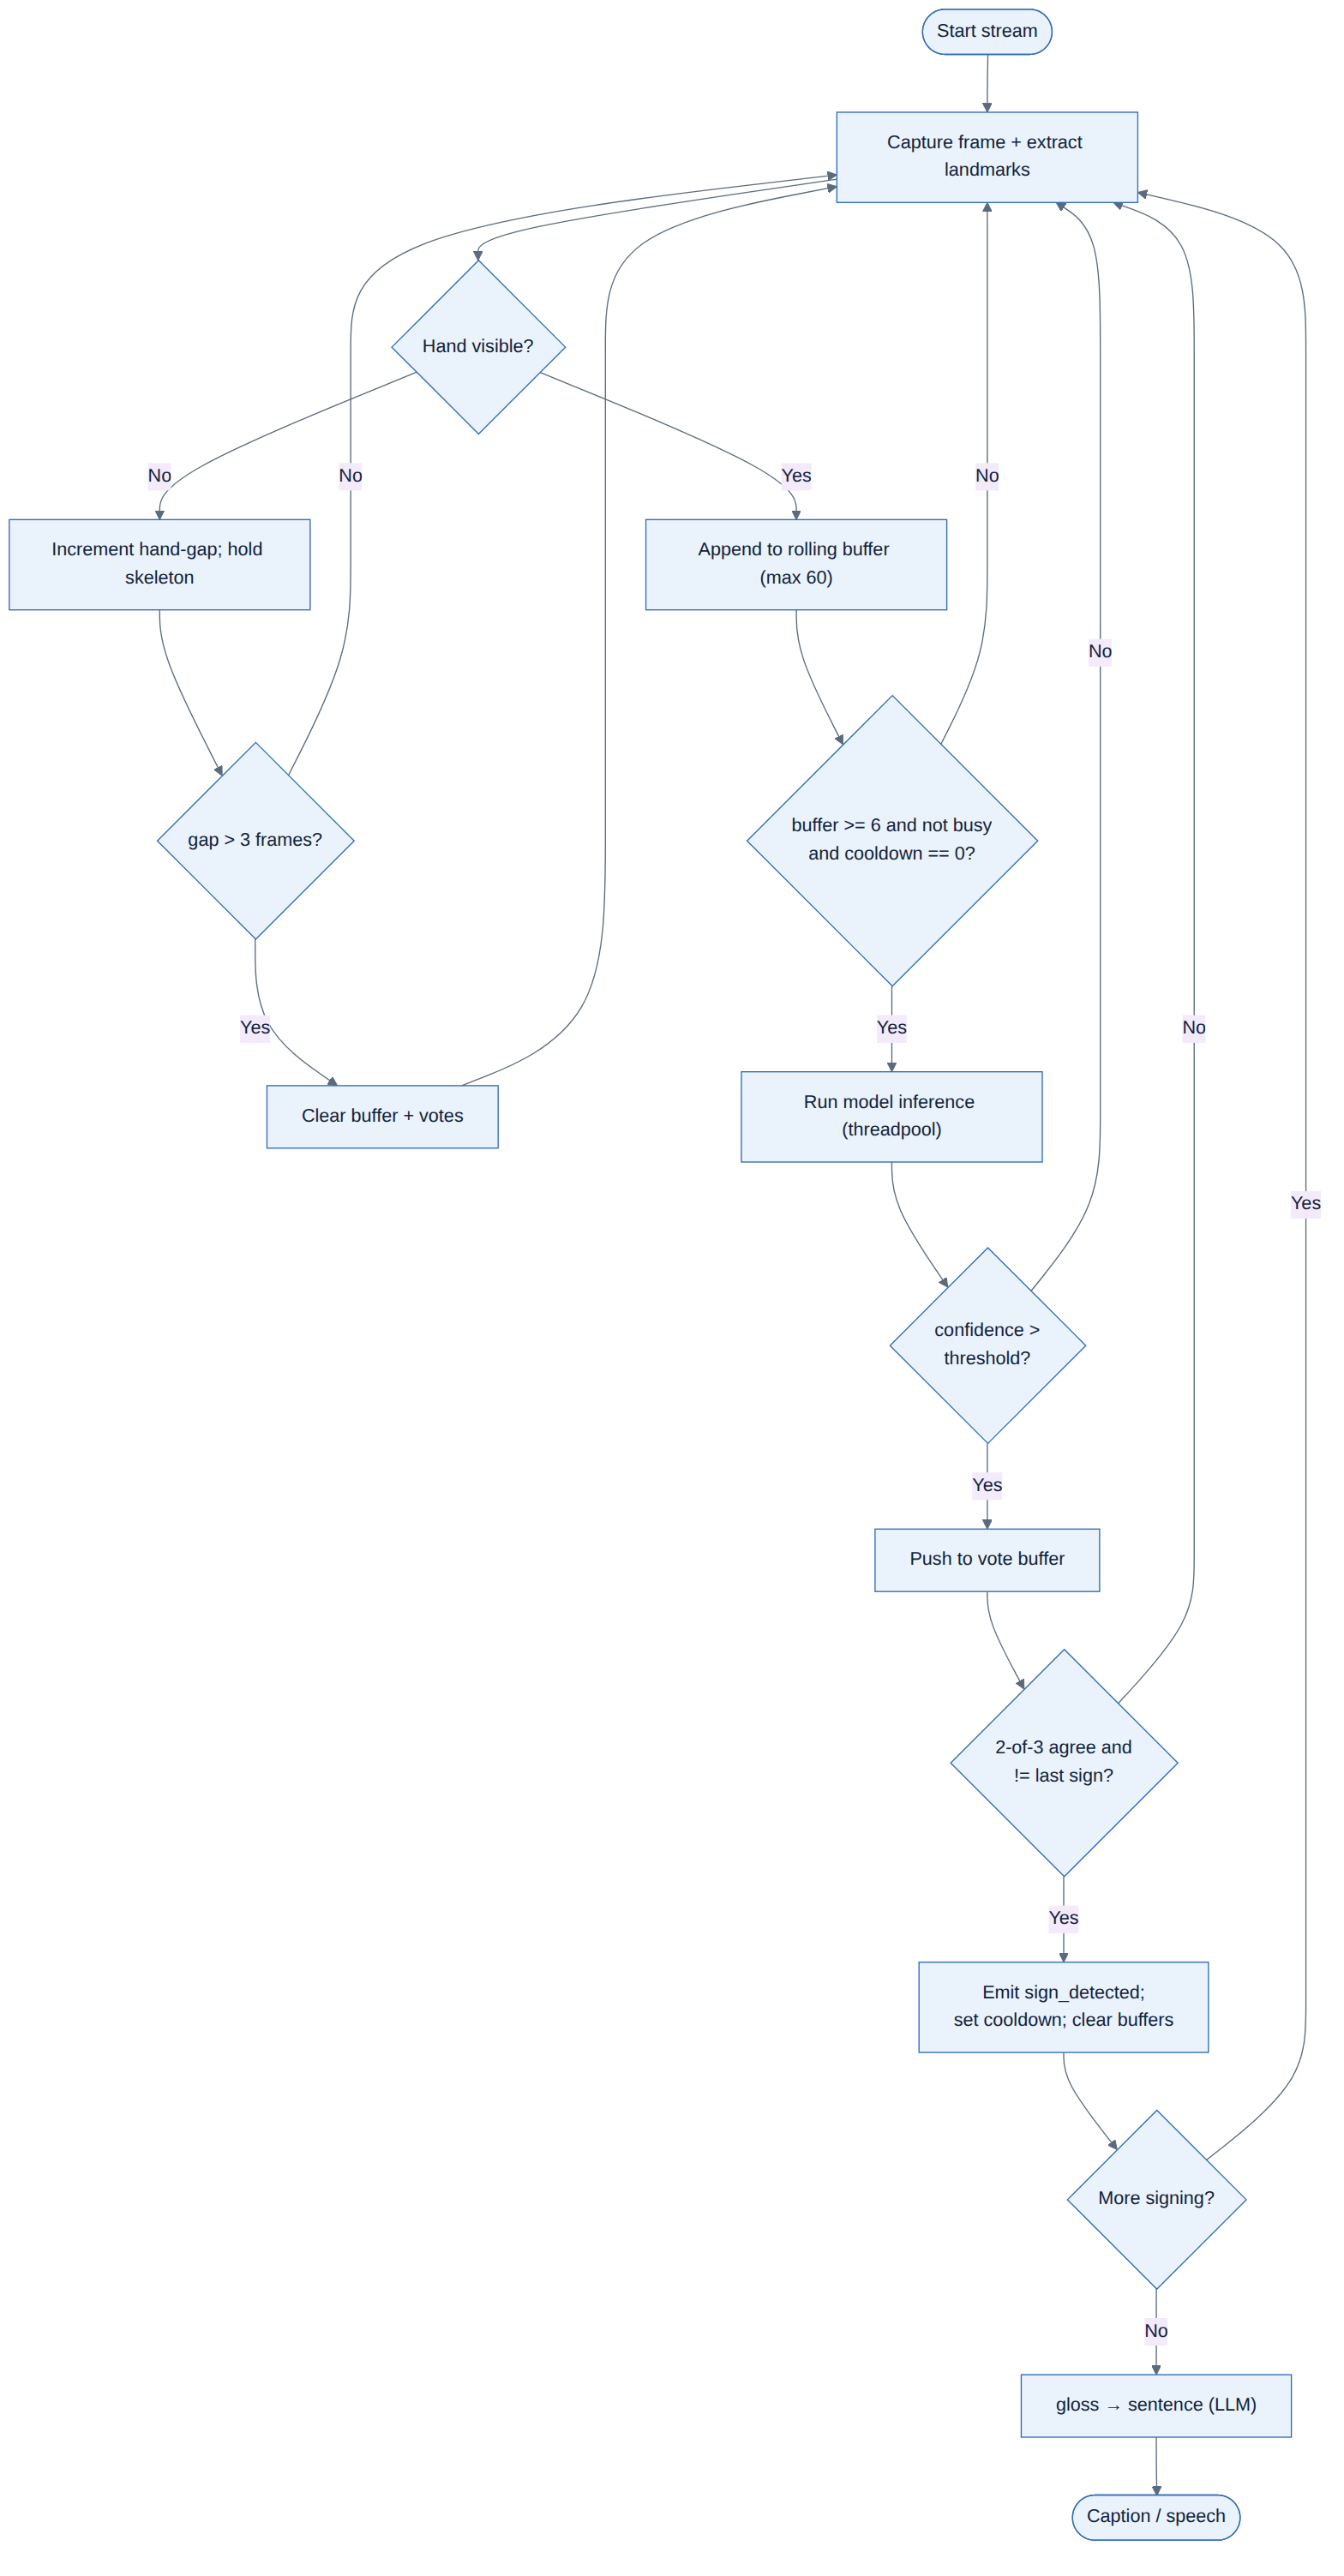 Start stream
Capture frame + extract
landmarks
Hand visible?
No
No
Yes
No
Increment hand-gap; hold
skeleton
Append to rolling buffer
(max 60)
No
gap > 3 frames?
buffer >= 6 and not busy
and cooldown == 0?
Yes
Yes
No
Clear buffer + votes
Run model inference
(threadpool)
Yes
confidence >
threshold?
Yes
Push to vote buffer
2-of-3 agree and
!= last sign?
Yes
Emit sign_detected;
set cooldown; clear buffers
More signing?
No
gloss → sentence (LLM)
Caption / speech